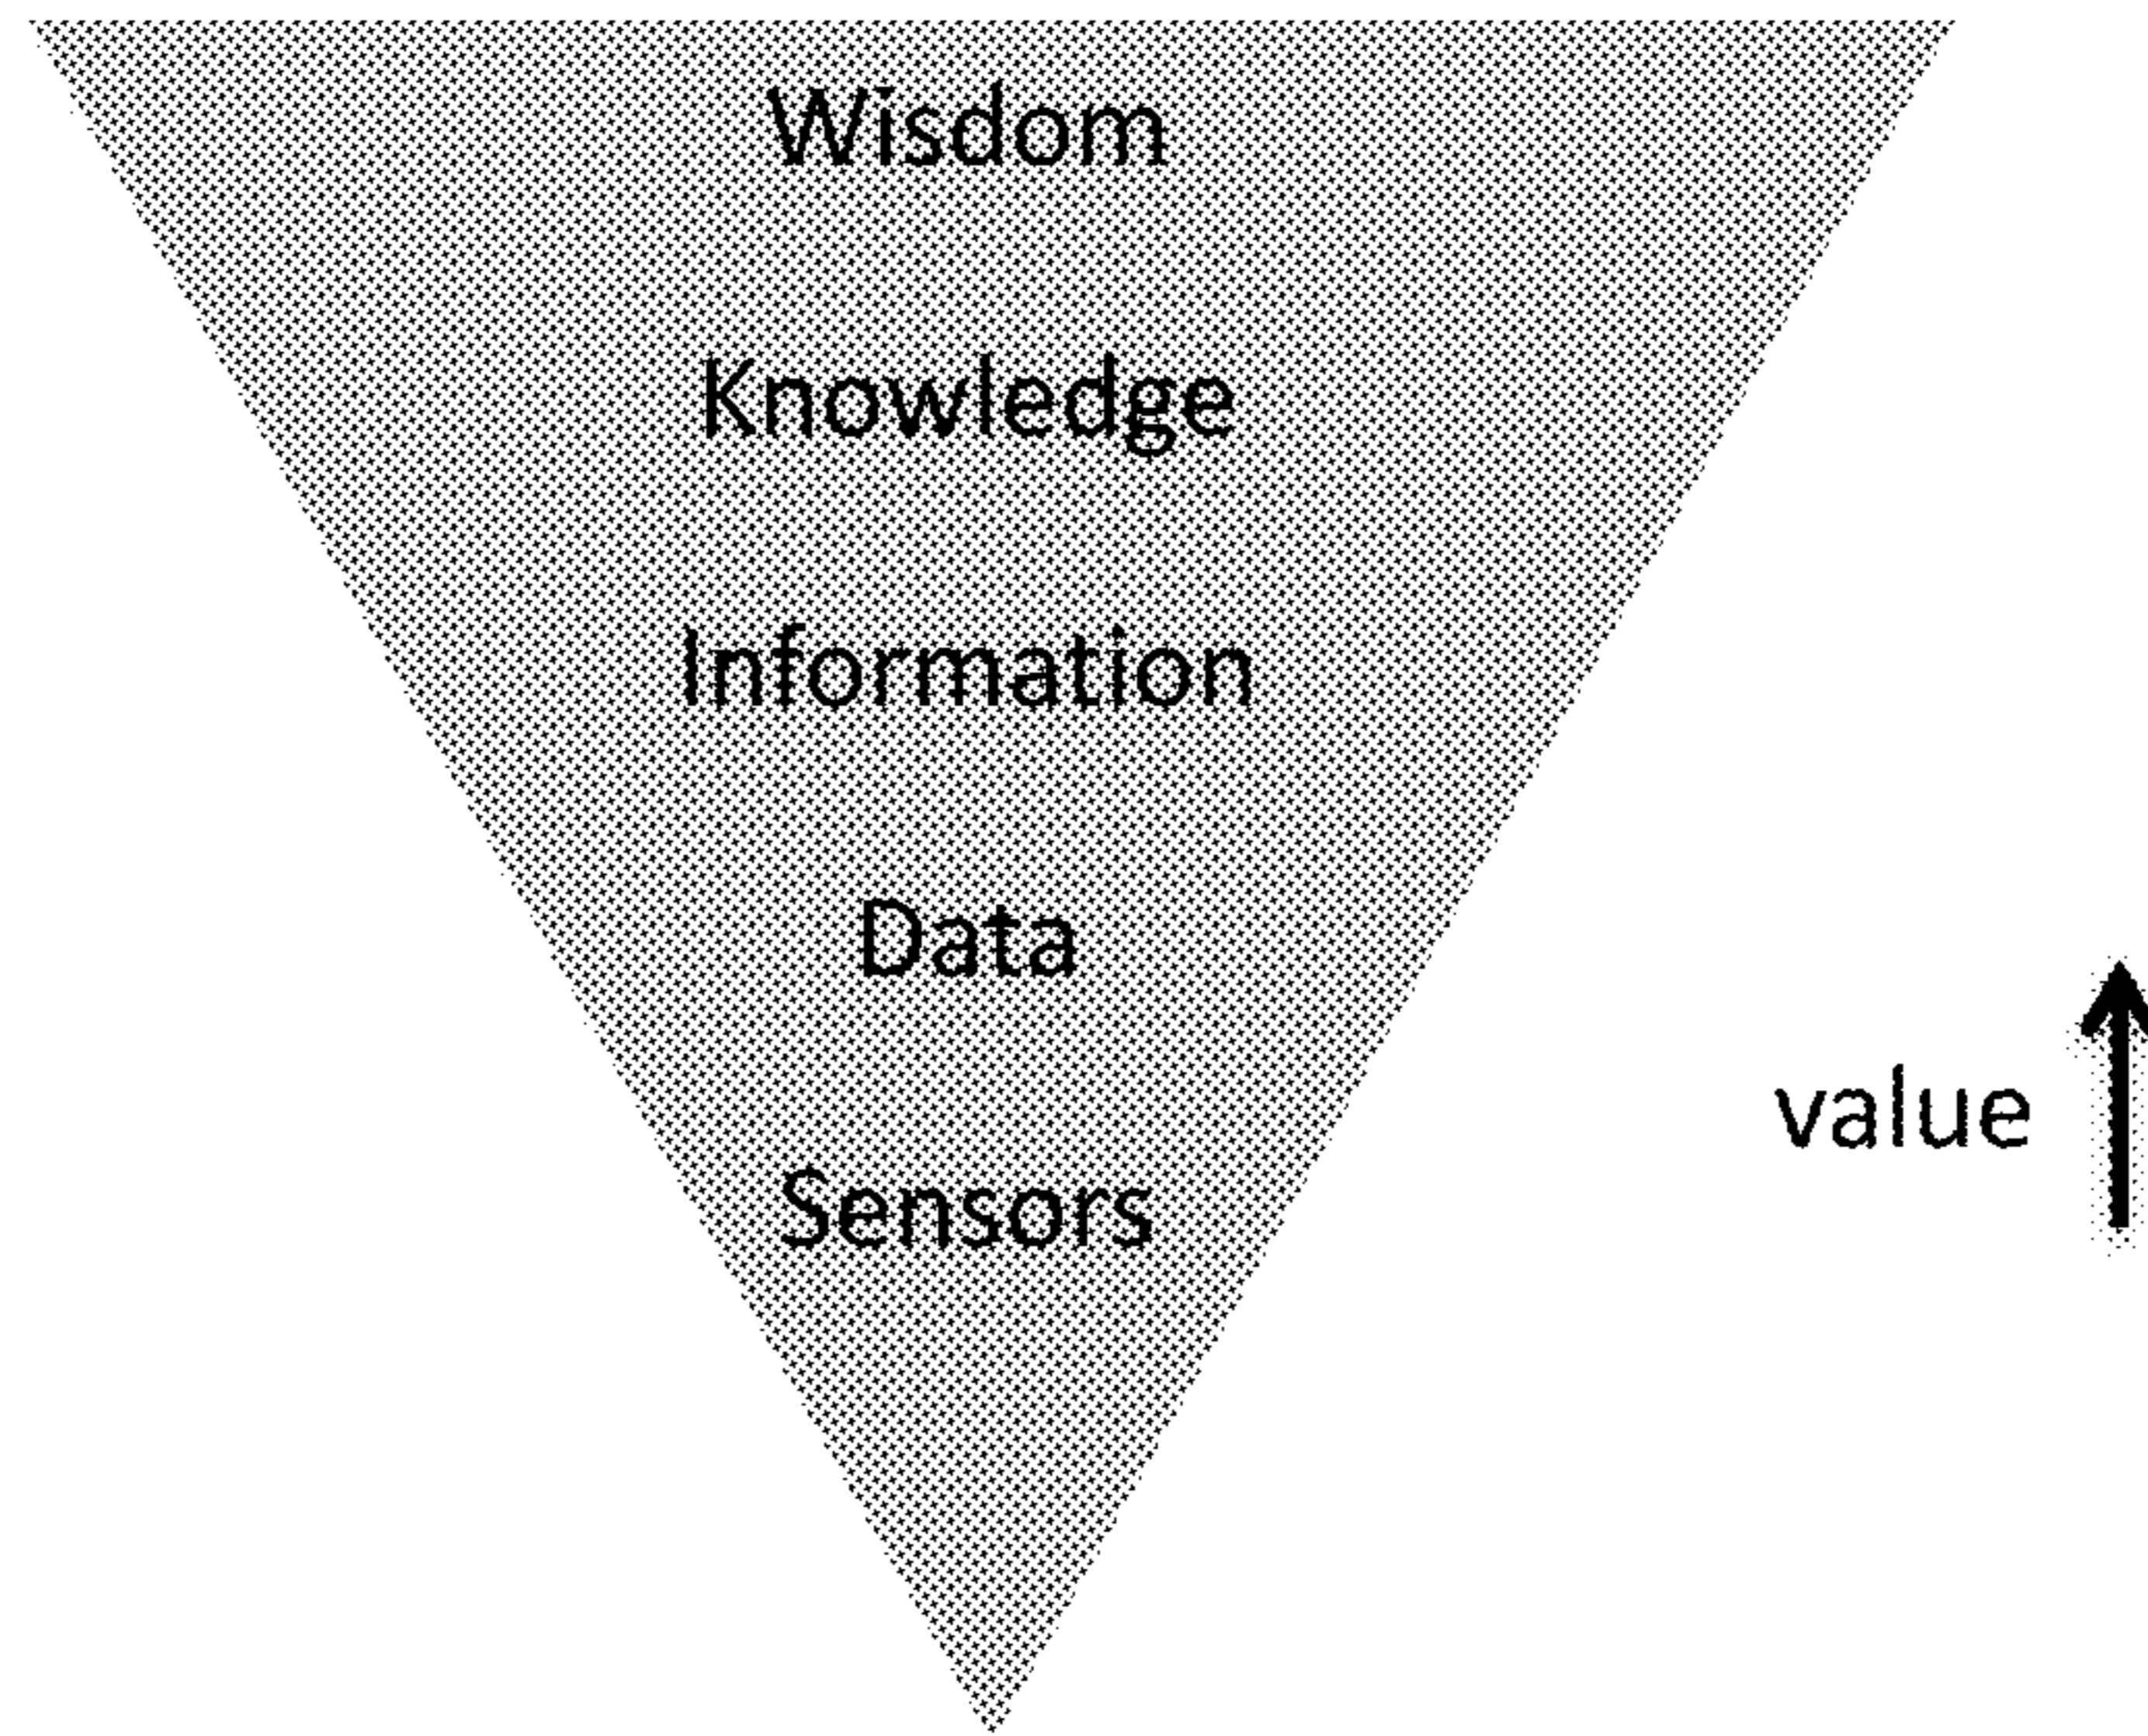 Wisdom
Knowledge
Information
Data
Sensors
value